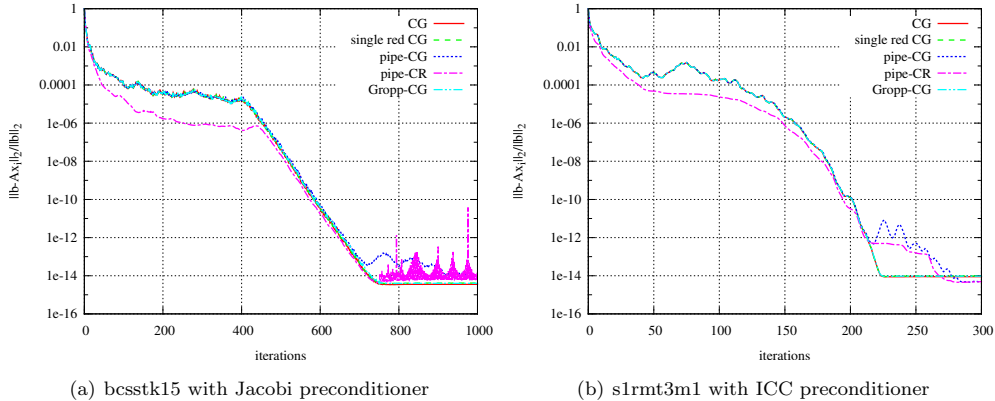 ||b-Ax_i||_2/||b||_2
1
0.01
0.0001
1e-06
1e-08
1e-10
1e-12
1e-14
1e-16
CG
single red CG
pipe-CG
pipe-CR
Gropp-CG
0 200 400 600 800 1000
iterations
(a) bcsstk15 with Jacobi preconditioner
||b-Ax_i||_2/||b||_2
1
0.01
0.0001
1e-06
1e-08
1e-10
1e-12
1e-14
1e-16
CG
single red CG
pipe-CG
pipe-CR
Gropp-CG
0 50 100 150 200 250 300
iterations
(b) s1rmt3m1 with ICC preconditioner